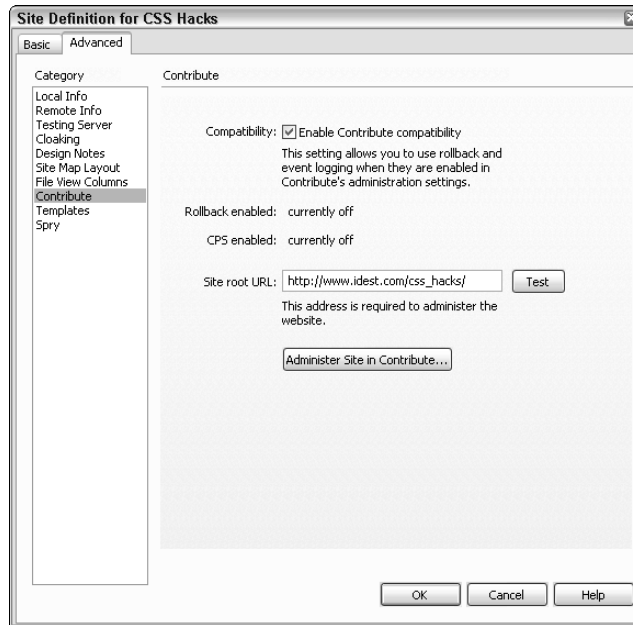 Site Definition for CSS Hacks
Basic
Advanced
Category
Local Info
Remote Info
Testing Server
Cloaking
Design Notes
Site Map Layout
File View Columns
Contribute
Templates
Spry
Contribute
Compatibility: Enable Contribute compatibility
This setting allows you to use rollback and
event logging when they are enabled in
Contribute's administration settings.
Rollback enabled: currently off
CPS enabled: currently off
Site root URL: http://www.idest.com/css_hacks/ Test
This address is required to administer the
website.
Administer Site in Contribute...
OK Cancel Help